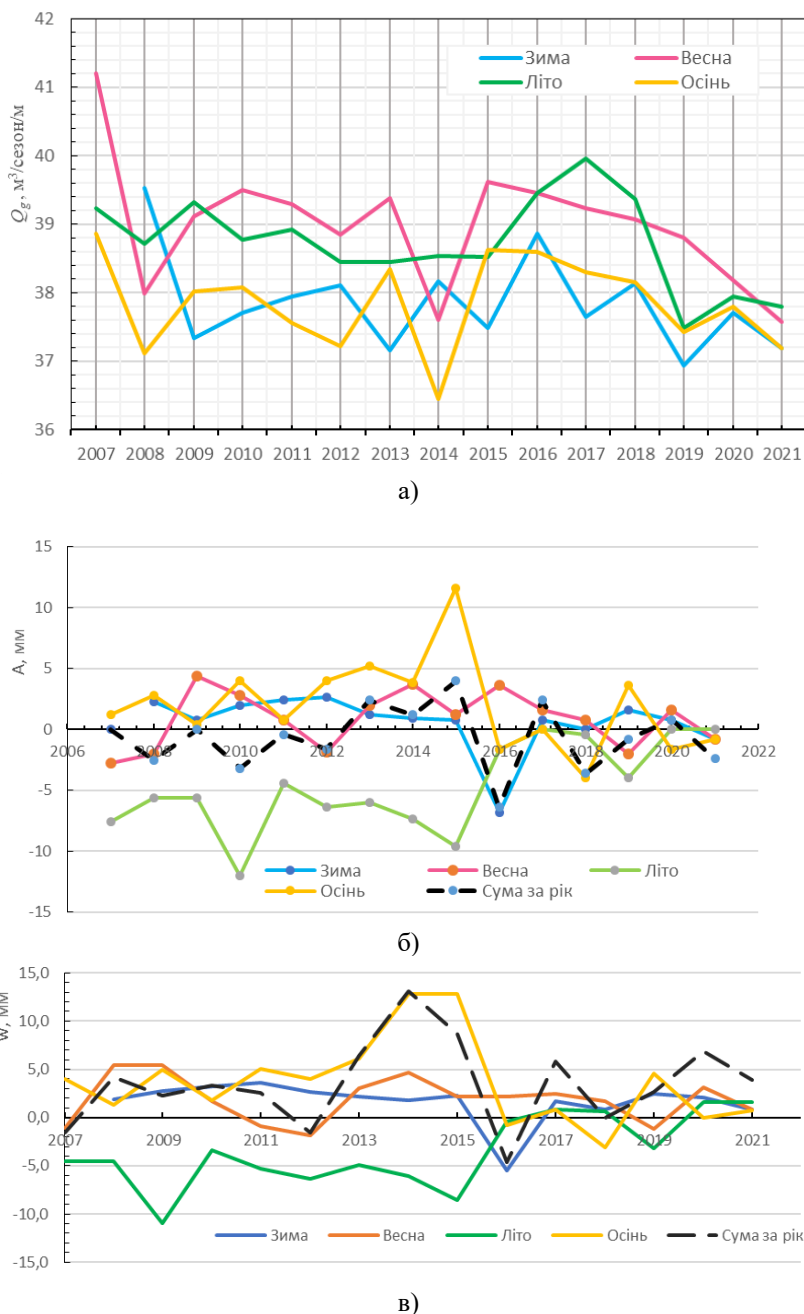 42
41
40
39
38
37
36
Q_g, м³/сезон/м
Зима
Весна
Літо
Осінь
2007 2008 2009 2010 2011 2012 2013 2014 2015 2016 2017 2018 2019 2020 2021
а)
15
10
5
0
-5
-10
-15
А, мм
2006 2008 2010 2012 2014 2016 2018 2020 2022
Зима Весна Літо
Осінь Сума за рік
б)
15,0
10,0
5,0
0,0
-5,0
-10,0
-15,0
W, мм
2007 2009 2011 2013 2015 2017 2019 2021
Зима Весна Літо Осінь Сума за рік
в)